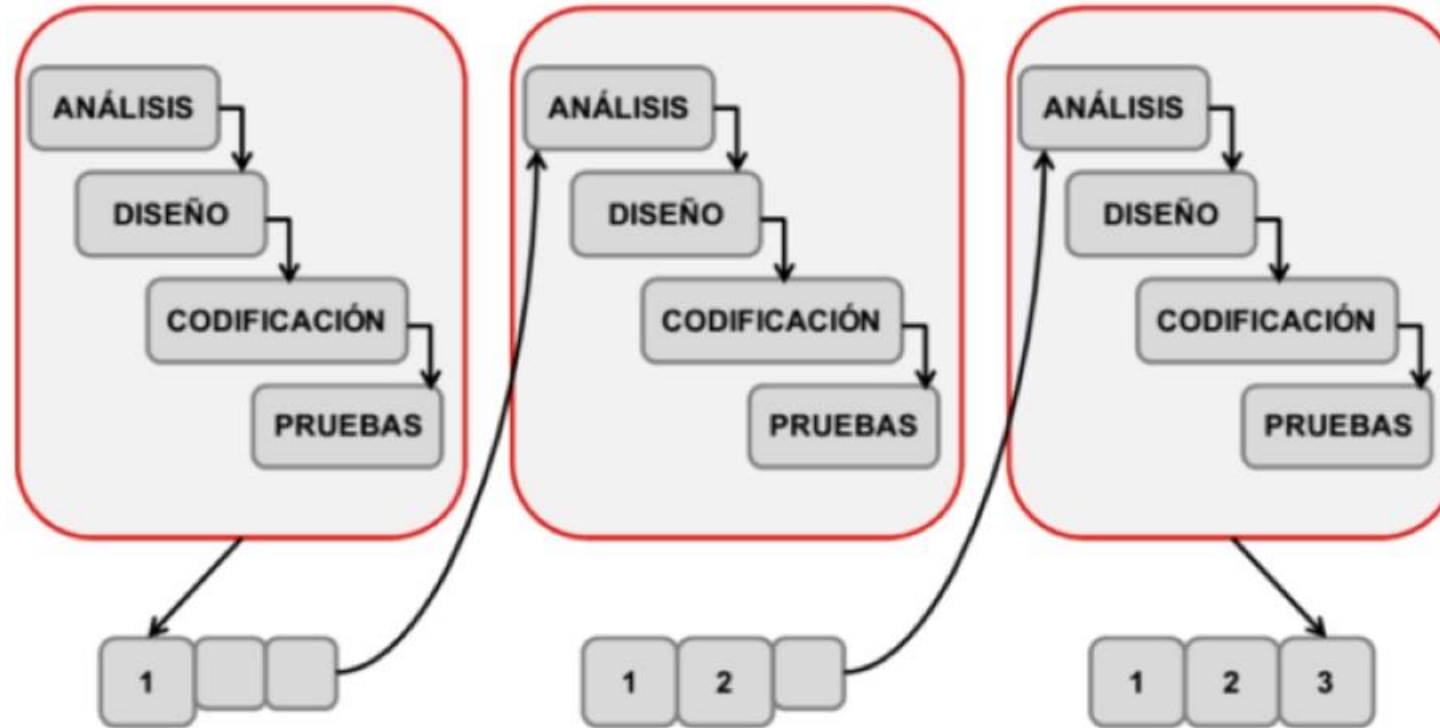 ANÁLISIS
DISEÑO
CODIFICACIÓN
PRUEBAS
1
ANÁLISIS
DISEÑO
CODIFICACIÓN
PRUEBAS
1 2
ANÁLISIS
DISEÑO
CODIFICACIÓN
PRUEBAS
1 2 3